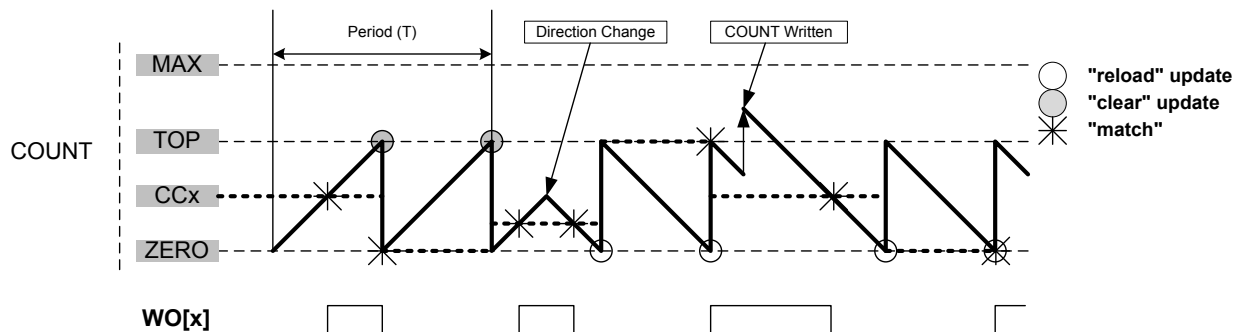 Period (T)
Direction Change
COUNT Written
MAX
"reload" update
"clear" update
TOP
"match"
COUNT
CCx
ZERO
WO[x]